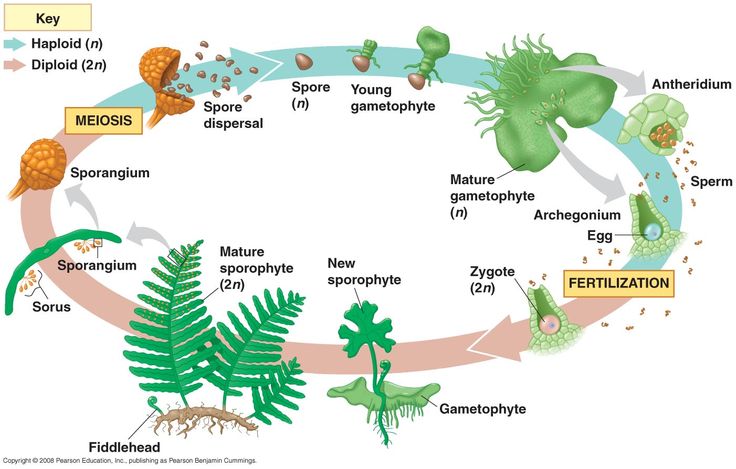 Key
Haploid (n)
Diploid (2n)
MEIOSIS
Spore
dispersal
Spore
(n)
Young
gametophyte
Antheridium
Sporangium
Mature
gametophyte
(n)
Sperm
Archegonium
Egg
Sporangium
Sorus
Mature
sporophyte
(2n)
New
sporophyte
Zygote
(2n)
FERTILIZATION
Gametophyte
Fiddlehead
Copyright © 2008 Pearson Education, Inc., publishing as Pearson Benjamin Cummings.